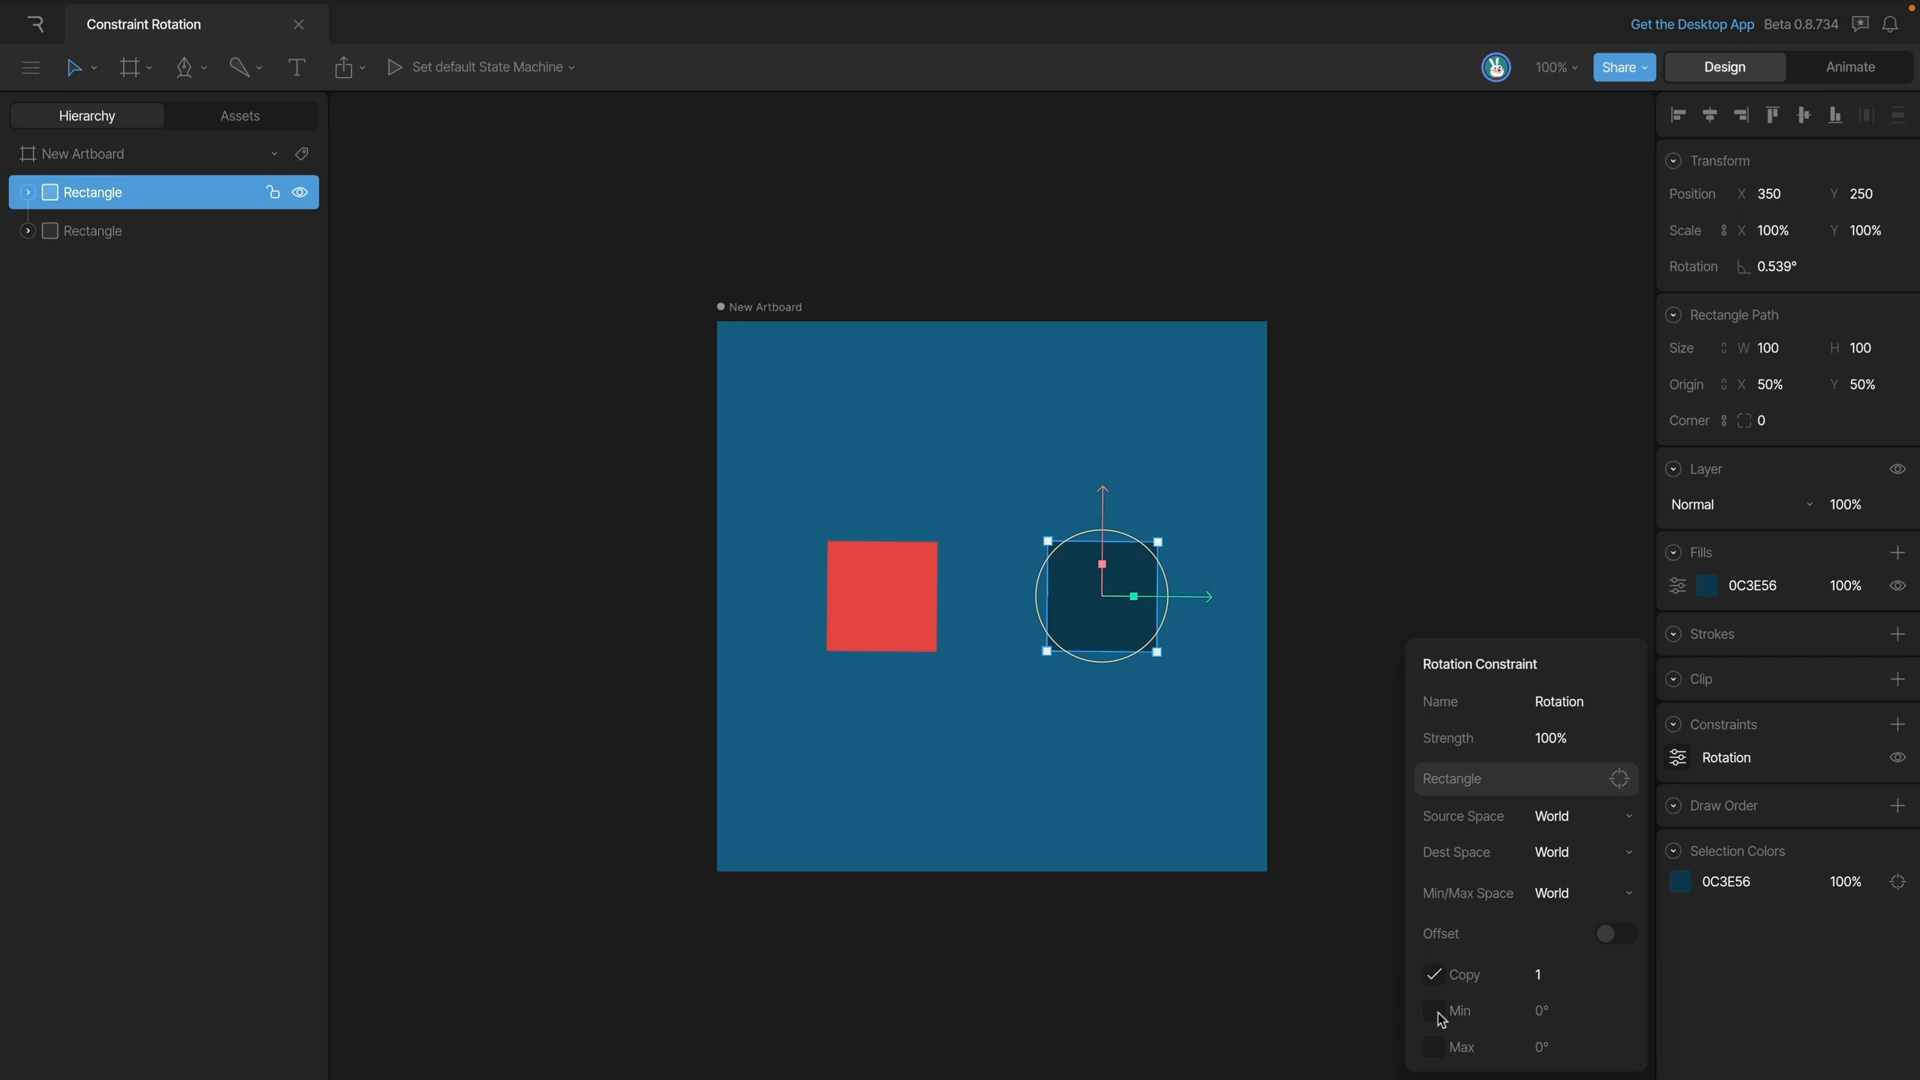 Constraint Rotation
Get the Desktop App Beta 0.8.734
Set default State Machine
100%
Share
Design
Animate
Hierarchy
Assets
New Artboard
Rectangle
Rectangle
New Artboard
Transform
Position X 350 Y 250
Scale X 100% Y 100%
Rotation 0.539°
Rectangle Path
Size W 100 H 100
Origin X 50% Y 50%
Corner 0
Layer
Normal 100%
Fills
0C3E56 100%
Strokes
Clip
Constraints
Rotation
Draw Order
Selection Colors
0C3E56 100%
Rotation Constraint
Name Rotation
Strength 100%
Rectangle
Source Space World
Dest Space World
Min/Max Space World
Offset
Copy 1
Min 0°
Max 0°